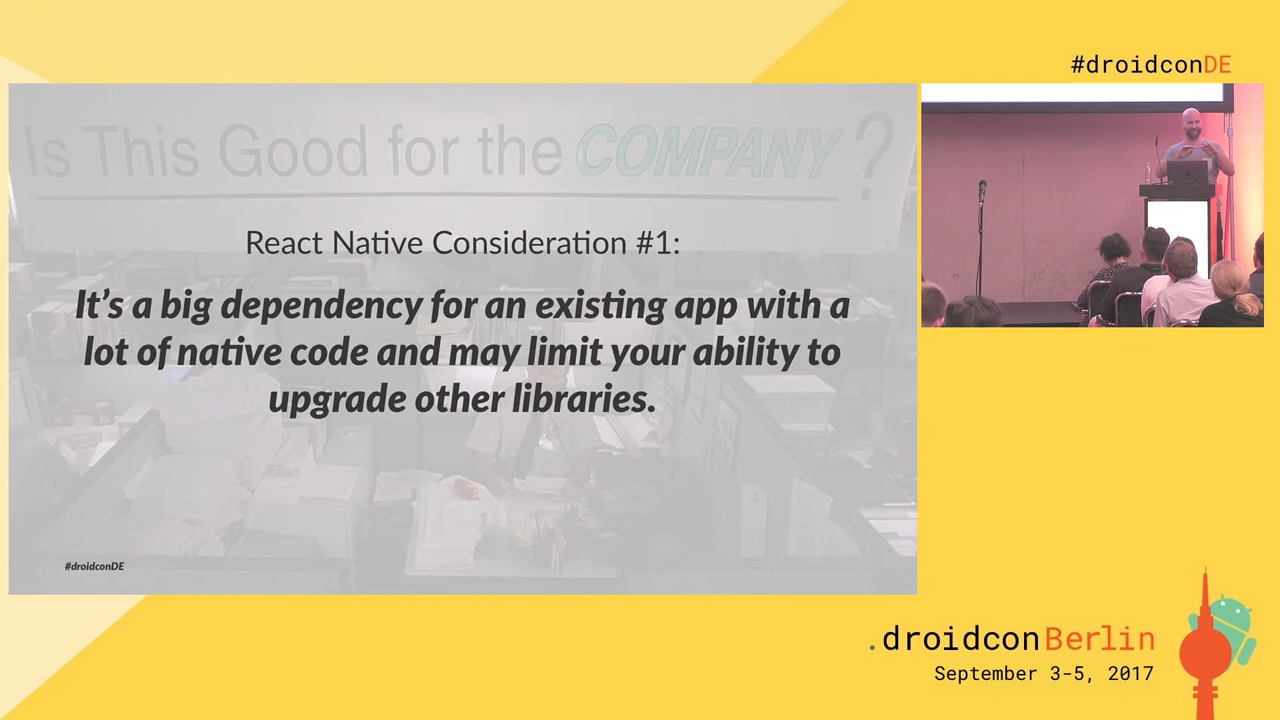 #droidconDE
Is This Good for the COMPANY?
React Native Consideration #1:
It's a big dependency for an existing app with a
lot of native code and may limit your ability to
upgrade other libraries.
#droidconDE
.droidconBerlin
September 3-5, 2017